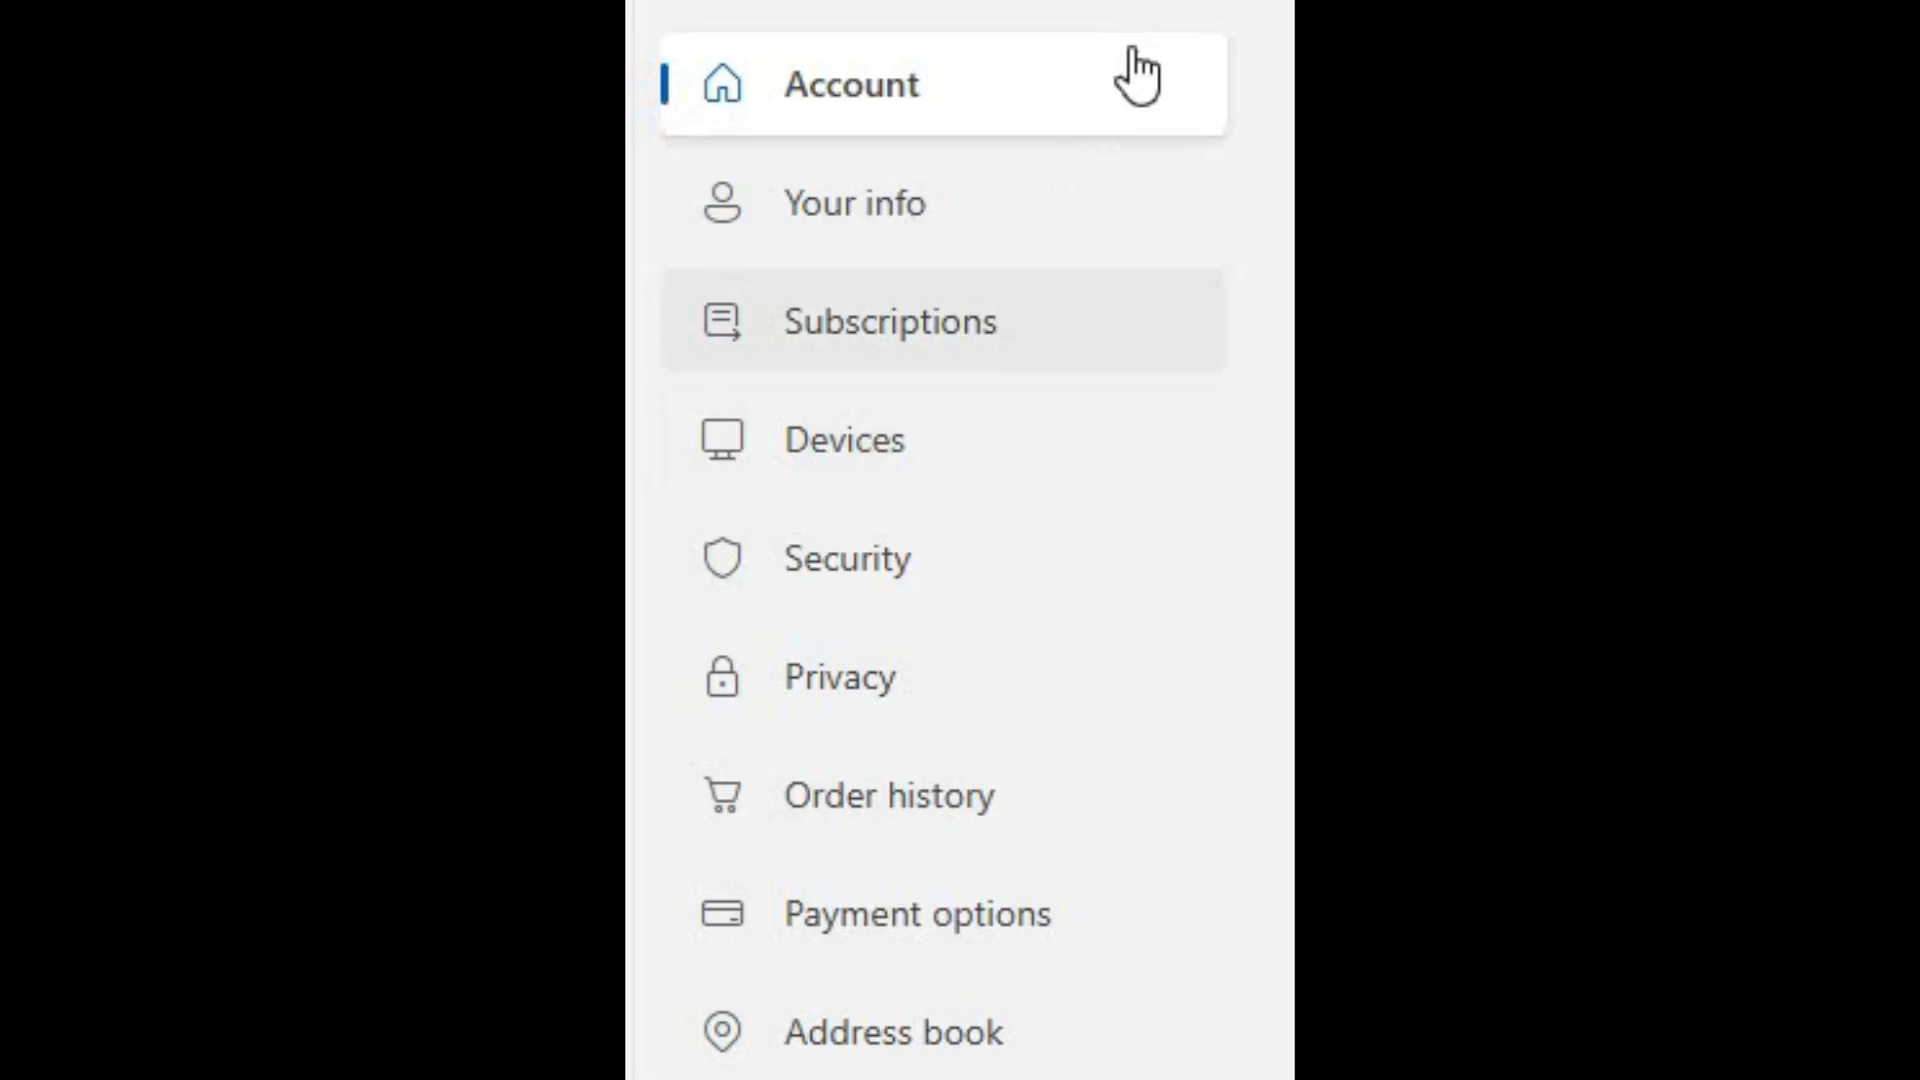 Account
Your info
Subscriptions
Devices
Security
Privacy
Order history
Payment options
Address book